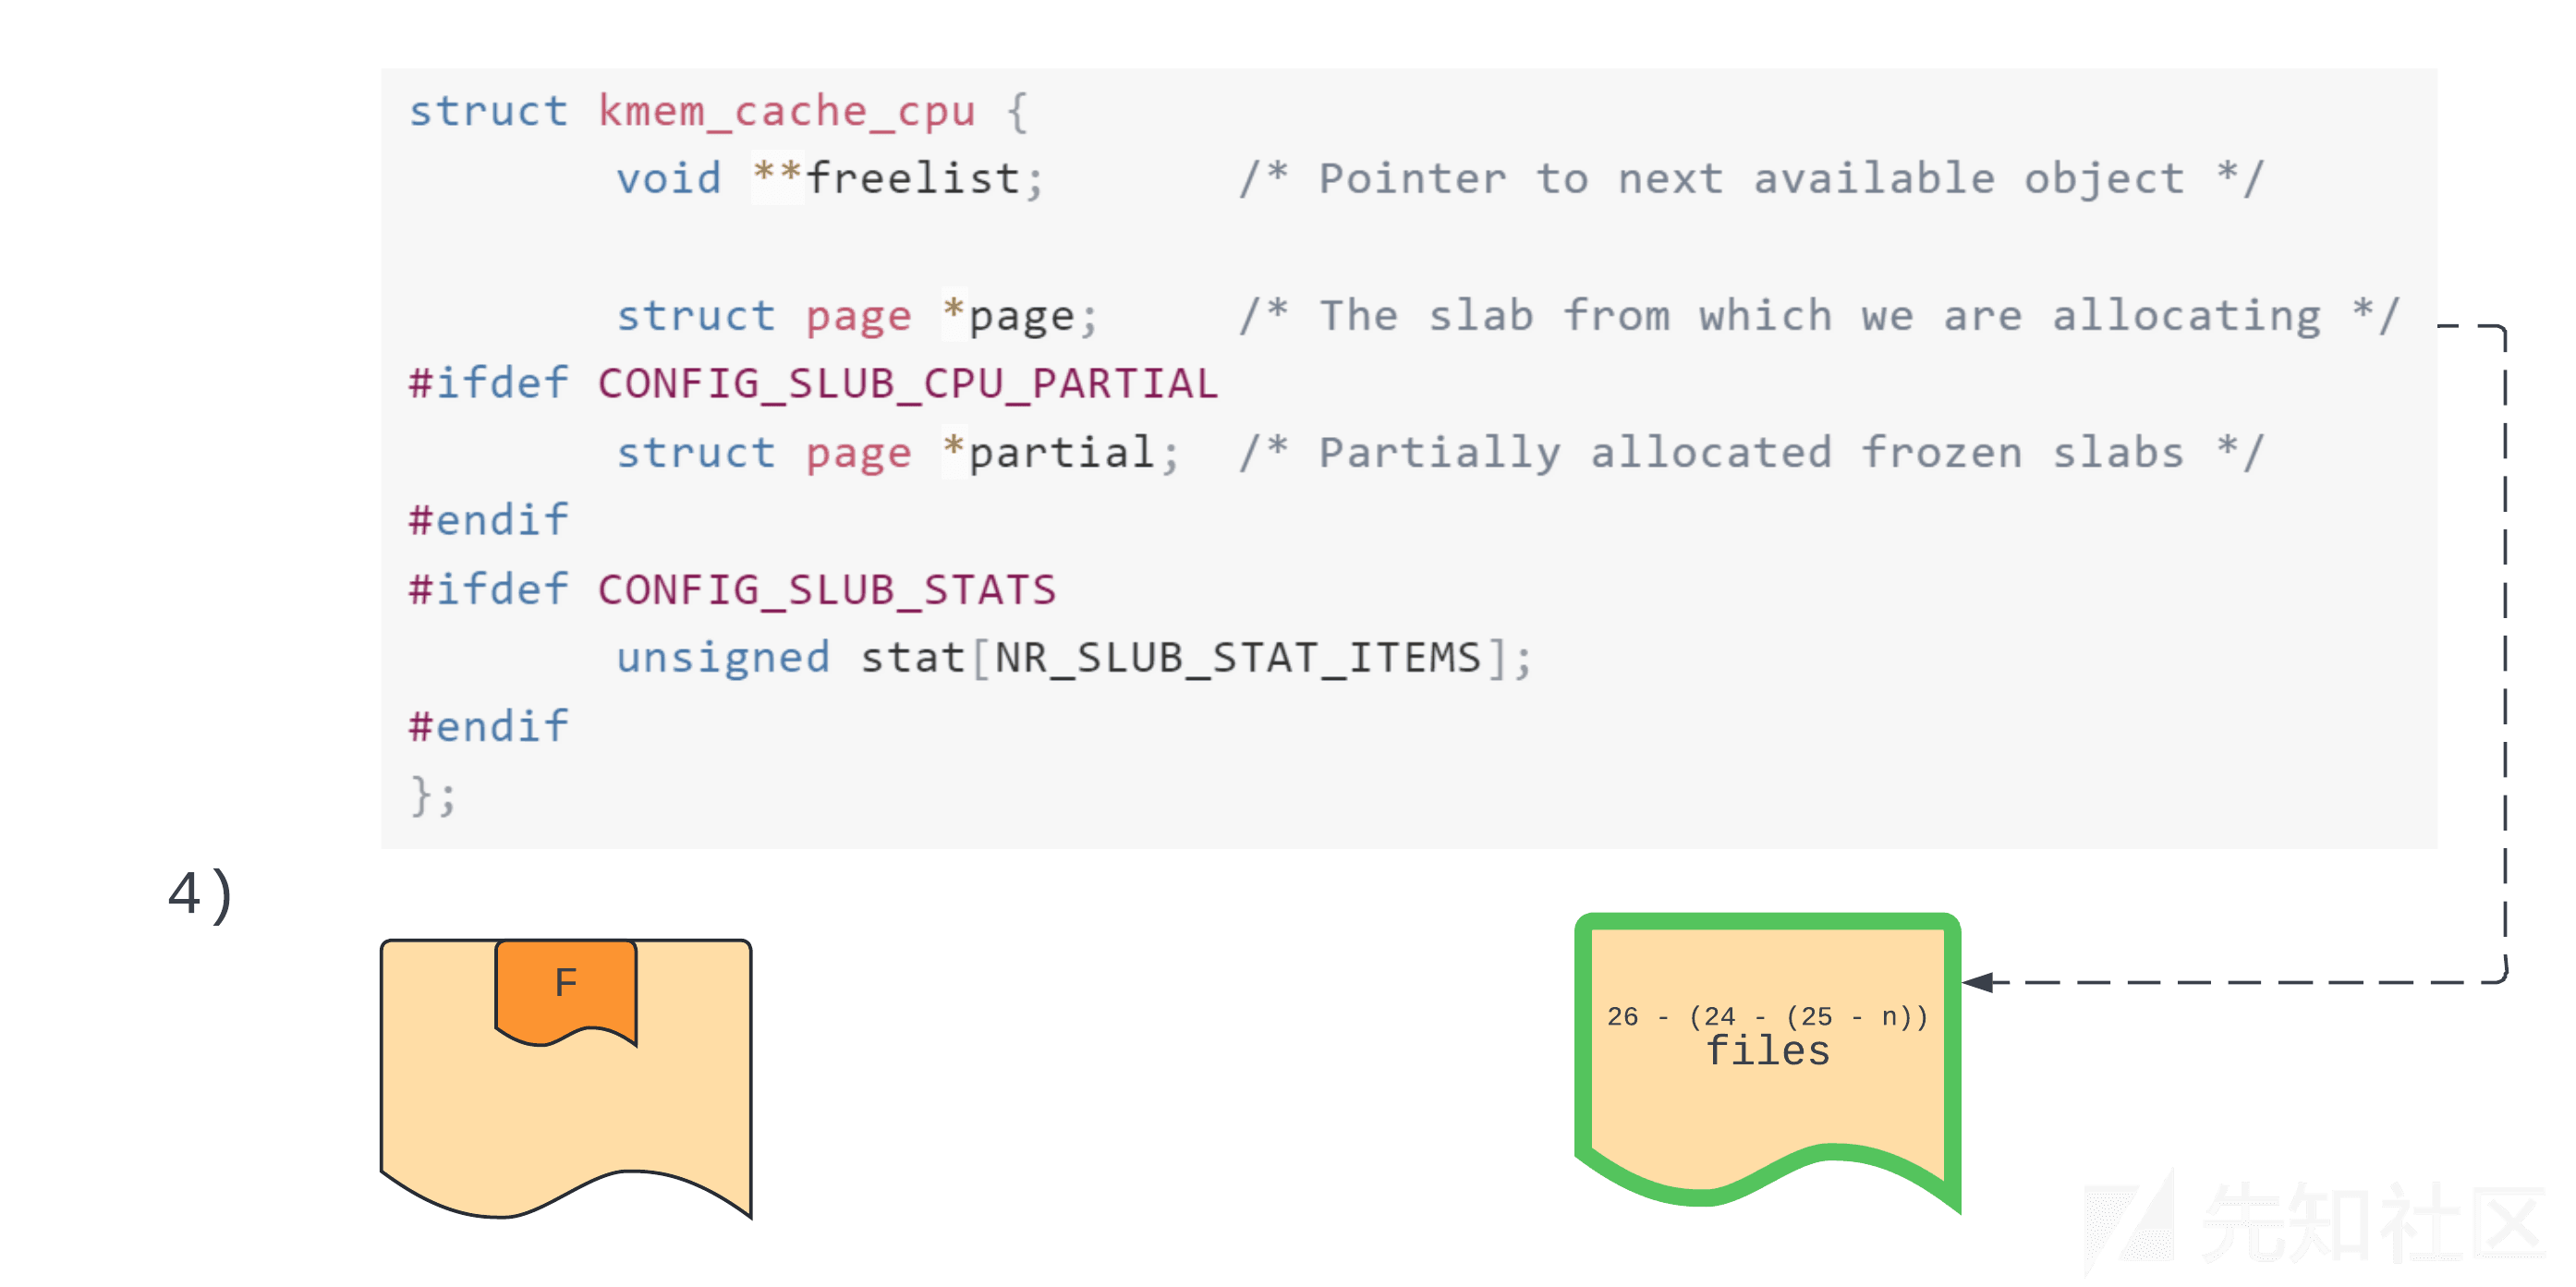 struct kmem_cache_cpu {
void **freelist; /* Pointer to next available object */
struct page *page; /* The slab from which we are allocating */
#ifdef CONFIG_SLUB_CPU_PARTIAL
struct page *partial; /* Partially allocated frozen slabs */
#endif
#ifdef CONFIG_SLUB_STATS
unsigned stat[NR_SLUB_STAT_ITEMS];
#endif
};
4)
F
26 - (24 - (25 - n))
files
先知社区